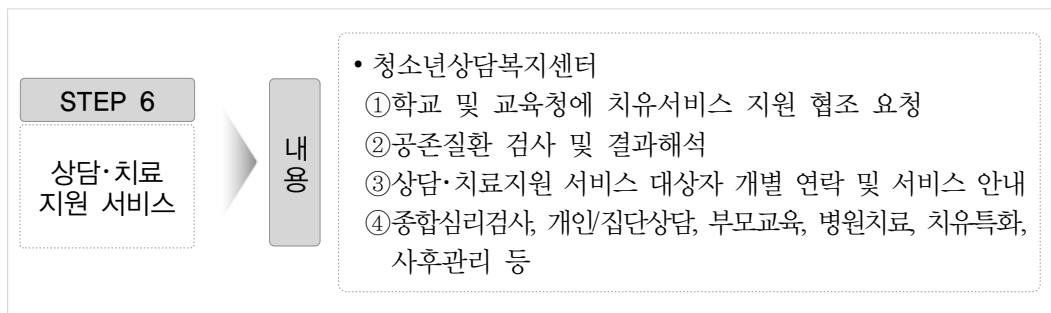 STEP 6
상담·치료
지원 서비스
내
용
• 청소년상담복지센터
①학교 및 교육청에 치유서비스 지원 협조 요청
②공존질환 검사 및 결과해석
③상담·치료지원 서비스 대상자 개별 연락 및 서비스 안내
④종합심리검사, 개인/집단상담, 부모교육, 병원치료, 치유특화,
사후관리 등